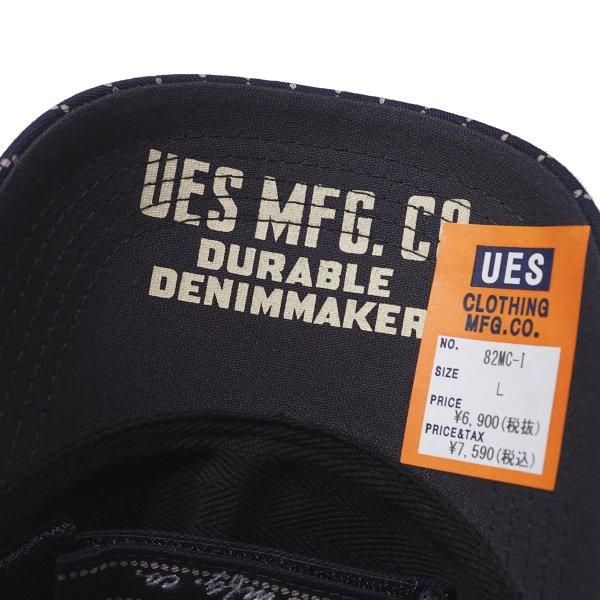 UES MFG. CO
DURABLE
DENIMMAKER
UES
CLOTHING
MFG.CO.
NO. 82MC-I
SIZE L
PRICE
¥6,900(税抜)
PRICE&TAX
¥7,590(税込)